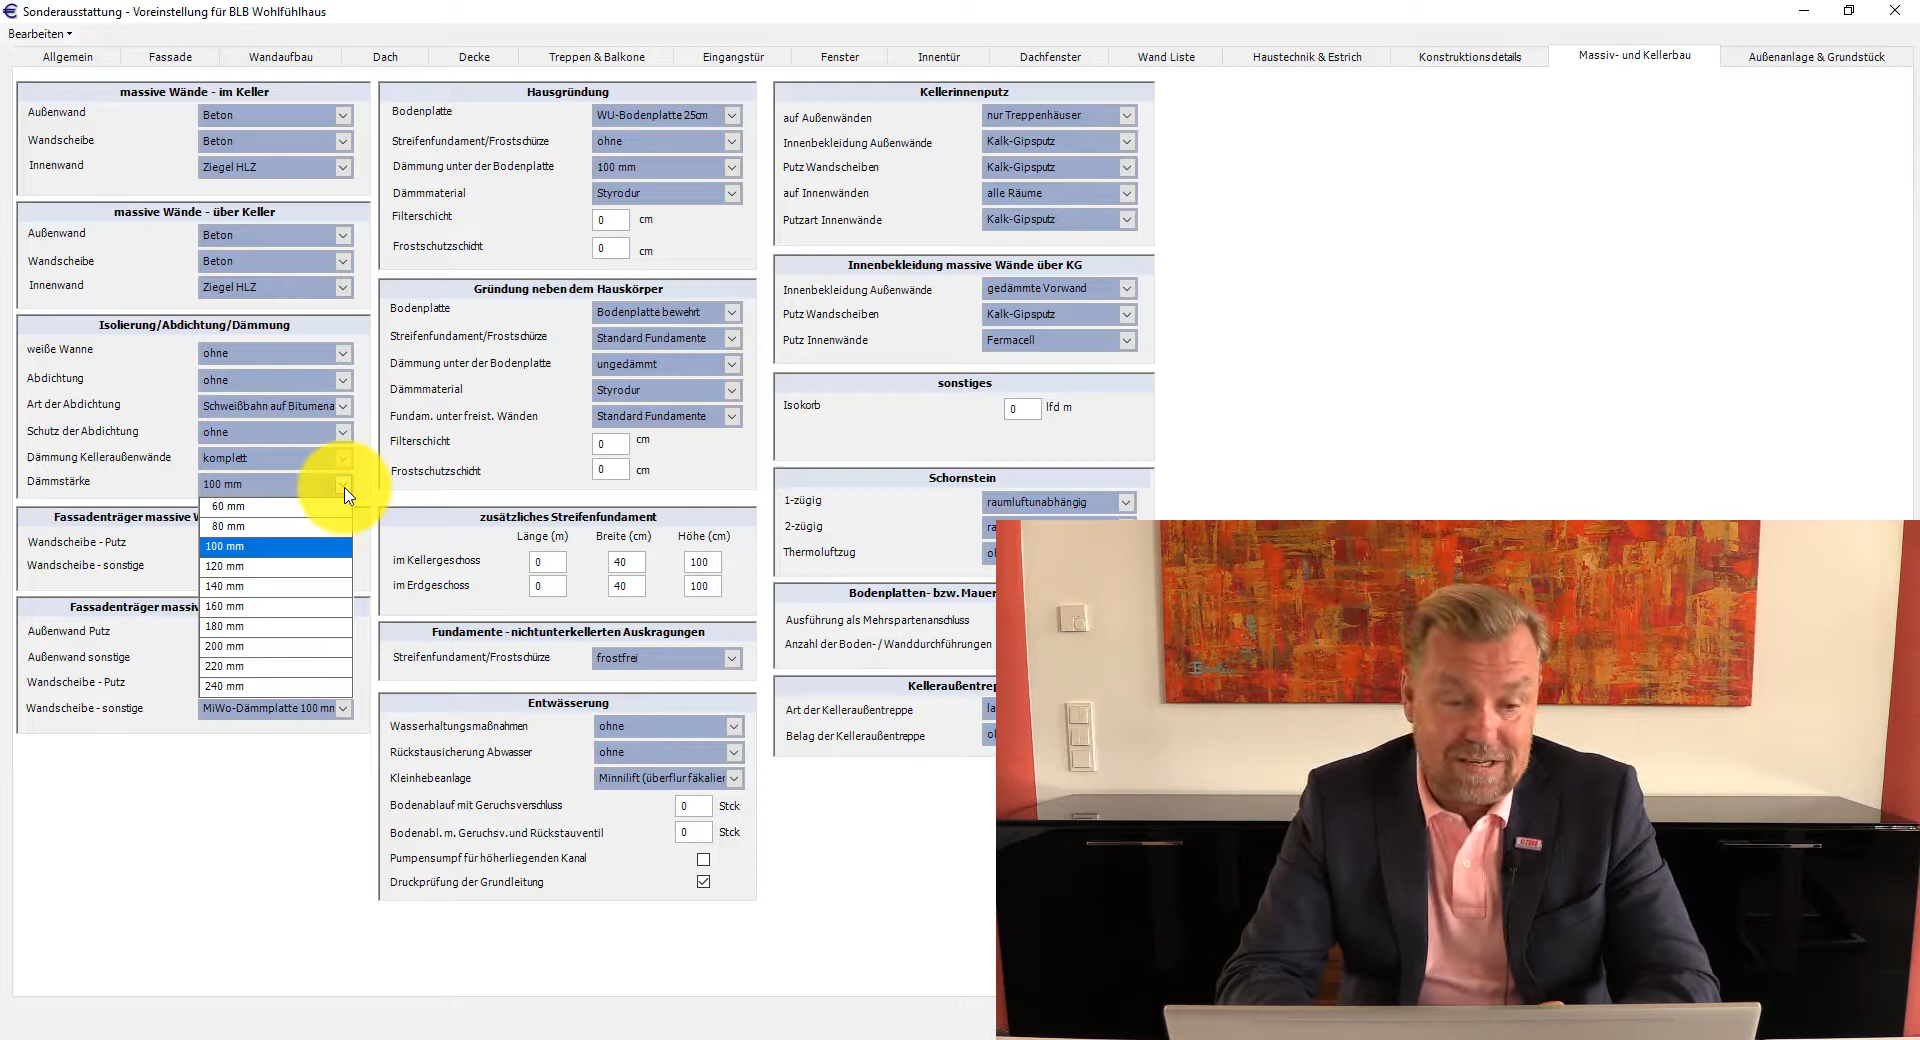 Sonderausstattung - Voreinstellung für BLB Wohlfühlhaus
Bearbeiten
Allgemein Fassade Wandaufbau Dach Decke Treppen & Balkone Eingangstür Fenster Innentür Dachfenster Wand Liste Haustechnik & Estrich Konstruktionsdetails Massiv- und Kellerbau Außenanlage & Grundstück
massive Wände - im Keller
Außenwand Beton
Wandscheibe Beton
Innenwand Ziegel HLZ
massive Wände - über Keller
Außenwand Beton
Wandscheibe Beton
Innenwand Ziegel HLZ
Isolierung/Abdichtung/Dämmung
weiße Wanne ohne
Abdichtung ohne
Art der Abdichtung Schweißbahn auf Bitumena
Schutz der Abdichtung ohne
Dämmung Kelleraußenwände komplett
Dämmstärke 100 mm
60 mm
80 mm
100 mm
120 mm
140 mm
160 mm
180 mm
200 mm
220 mm
240 mm
Fassadenträger massive W
Wandscheibe - Putz
Wandscheibe - sonstige
Fassadenträger massiv
Außenwand Putz
Außenwand sonstige
Wandscheibe - Putz
Wandscheibe - sonstige MiWo-Dämmplatte 100 mm
Hausgründung
Bodenplatte WU-Bodenplatte 25cm
Streifenfundament/Frostschürze ohne
Dämmung unter der Bodenplatte 100 mm
Dämmmaterial Styrodur
Filterschicht 0 cm
Frostschutzschicht 0 cm
Gründung neben dem Hauskörper
Bodenplatte Bodenplatte bewehrt
Streifenfundament/Frostschürze Standard Fundamente
Dämmung unter der Bodenplatte ungedämmt
Dämmmaterial Styrodur
Fundam. unter freist. Wänden Standard Fundamente
Filterschicht 0 cm
Frostschutzschicht 0 cm
zusätzliches Streifenfundament
Länge (m) Breite (cm) Höhe (cm)
im Kellergeschoss 0 40 100
im Erdgeschoss 0 40 100
Fundamente - nichtunterkellerten Auskragungen
Streifenfundament/Frostschürze frostfrei
Entwässerung
Wasserhaltungsmaßnahmen ohne
Rückstausicherung Abwasser ohne
Kleinhebeanlage Minnilift (überflur fäkalier
Bodenablauf mit Geruchsverschluss 0 Stck
Bodenabl. m. Geruchsv. und Rückstauventil 0 Stck
Pumpensumpf für höherliegenden Kanal
Druckprüfung der Grundleitung
Kellerinnenputz
auf Außenwänden nur Treppenhäuser
Innenbekleidung Außenwände Kalk-Gipsputz
Putz Wandscheiben Kalk-Gipsputz
auf Innenwänden alle Räume
Putzart Innenwände Kalk-Gipsputz
Innenbekleidung massive Wände über KG
Innenbekleidung Außenwände gedämmte Vorwand
Putz Wandscheiben Kalk-Gipsputz
Putz Innenwände Fermacell
sonstiges
Isokorb 0 lfd m
Schornstein
1-zügig raumluftunabhängig
2-zügig ra
Thermoluftzug
Bodenplatten- bzw. Mauer
Ausführung als Mehrspartenanschluss
Anzahl der Boden- / Wanddurchführungen
Kelleraußentrep
Art der Kelleraußentreppe la
Belag der Kelleraußentreppe